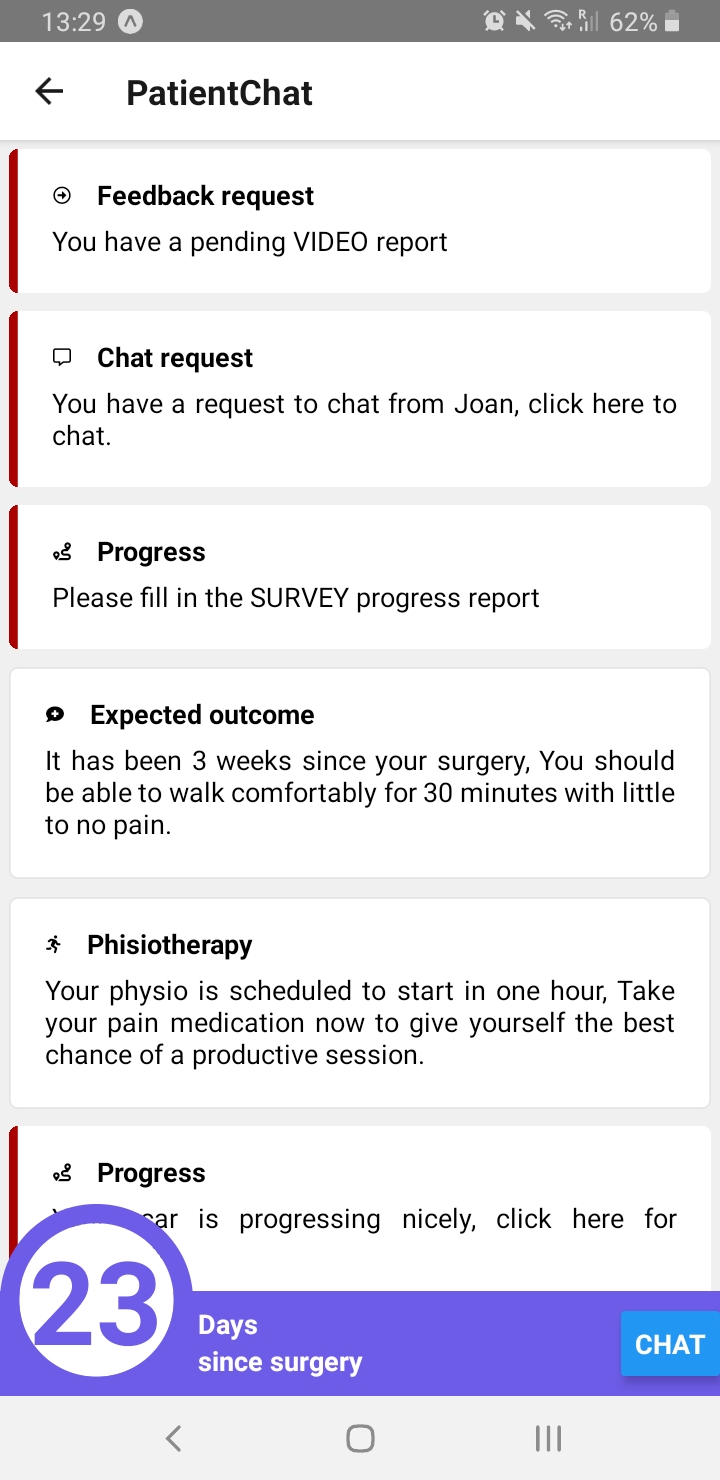 13:29
R
62%
PatientChat
Feedback request
You have a pending VIDEO report
Chat request
You have a request to chat from Joan, click here to
chat.
Progress
Please fill in the SURVEY progress report
Expected outcome
It has been 3 weeks since your surgery, You should
be able to walk comfortably for 30 minutes with little
to no pain.
Phisiotherapy
Your physio is scheduled to start in one hour, Take
your pain medication now to give yourself the best
chance of a productive session.
Progress
is progressing nicely, click here for
23
Days
since surgery
CHAT